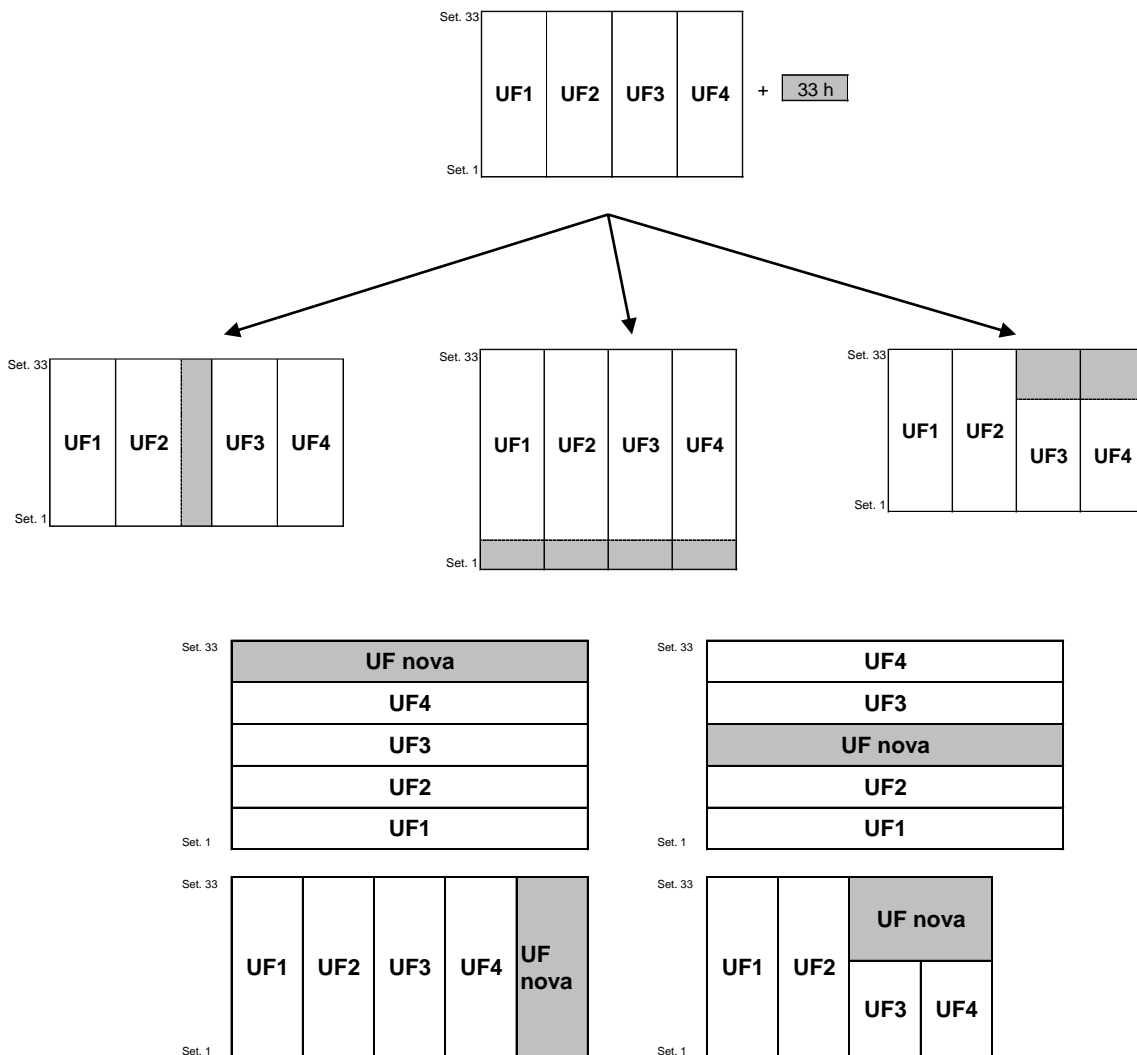 Set. 33
UF1 UF2 UF3 UF4 + 33 h
Set. 1
Set. 33
UF1 UF2 UF3 UF4
Set. 1
Set. 33
UF1 UF2 UF3 UF4
Set. 1
Set. 33
UF1 UF2 UF3 UF4
Set. 1
Set. 33
UF nova
UF4
UF3
UF2
UF1
Set. 1
Set. 33
UF4
UF3
UF nova
UF2
UF1
Set. 1
Set. 33
UF1 UF2 UF3 UF4 UF
nova
Set. 1
Set. 33
UF nova
UF1 UF2
UF3 UF4
Set. 1